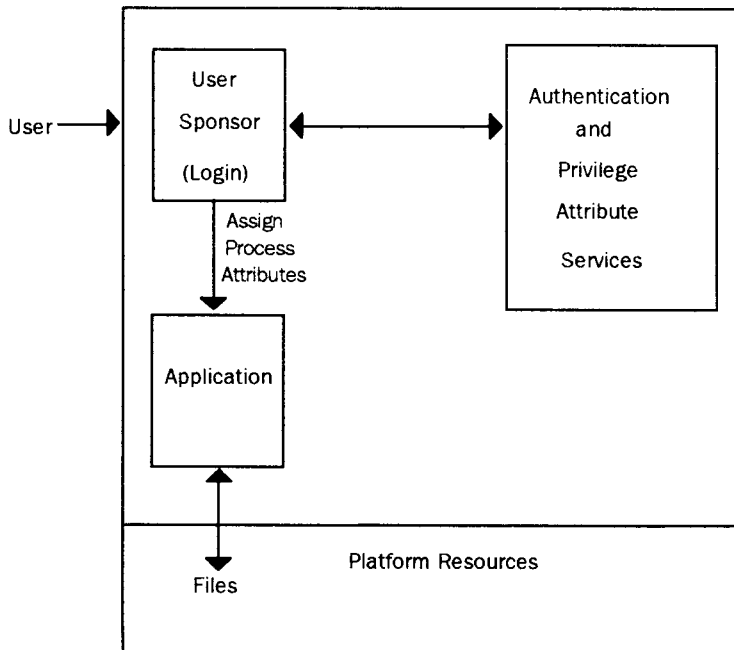 User
User
Sponsor
(Login)
Authentication
and
Privilege
Attribute
Services
Assign
Process
Attributes
Application
Files
Platform Resources